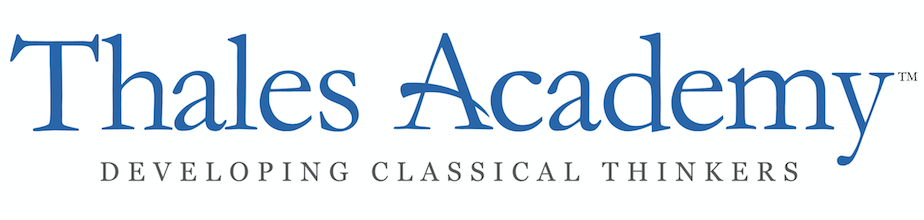 Thales Academy™
DEVELOPING CLASSICAL THINKERS